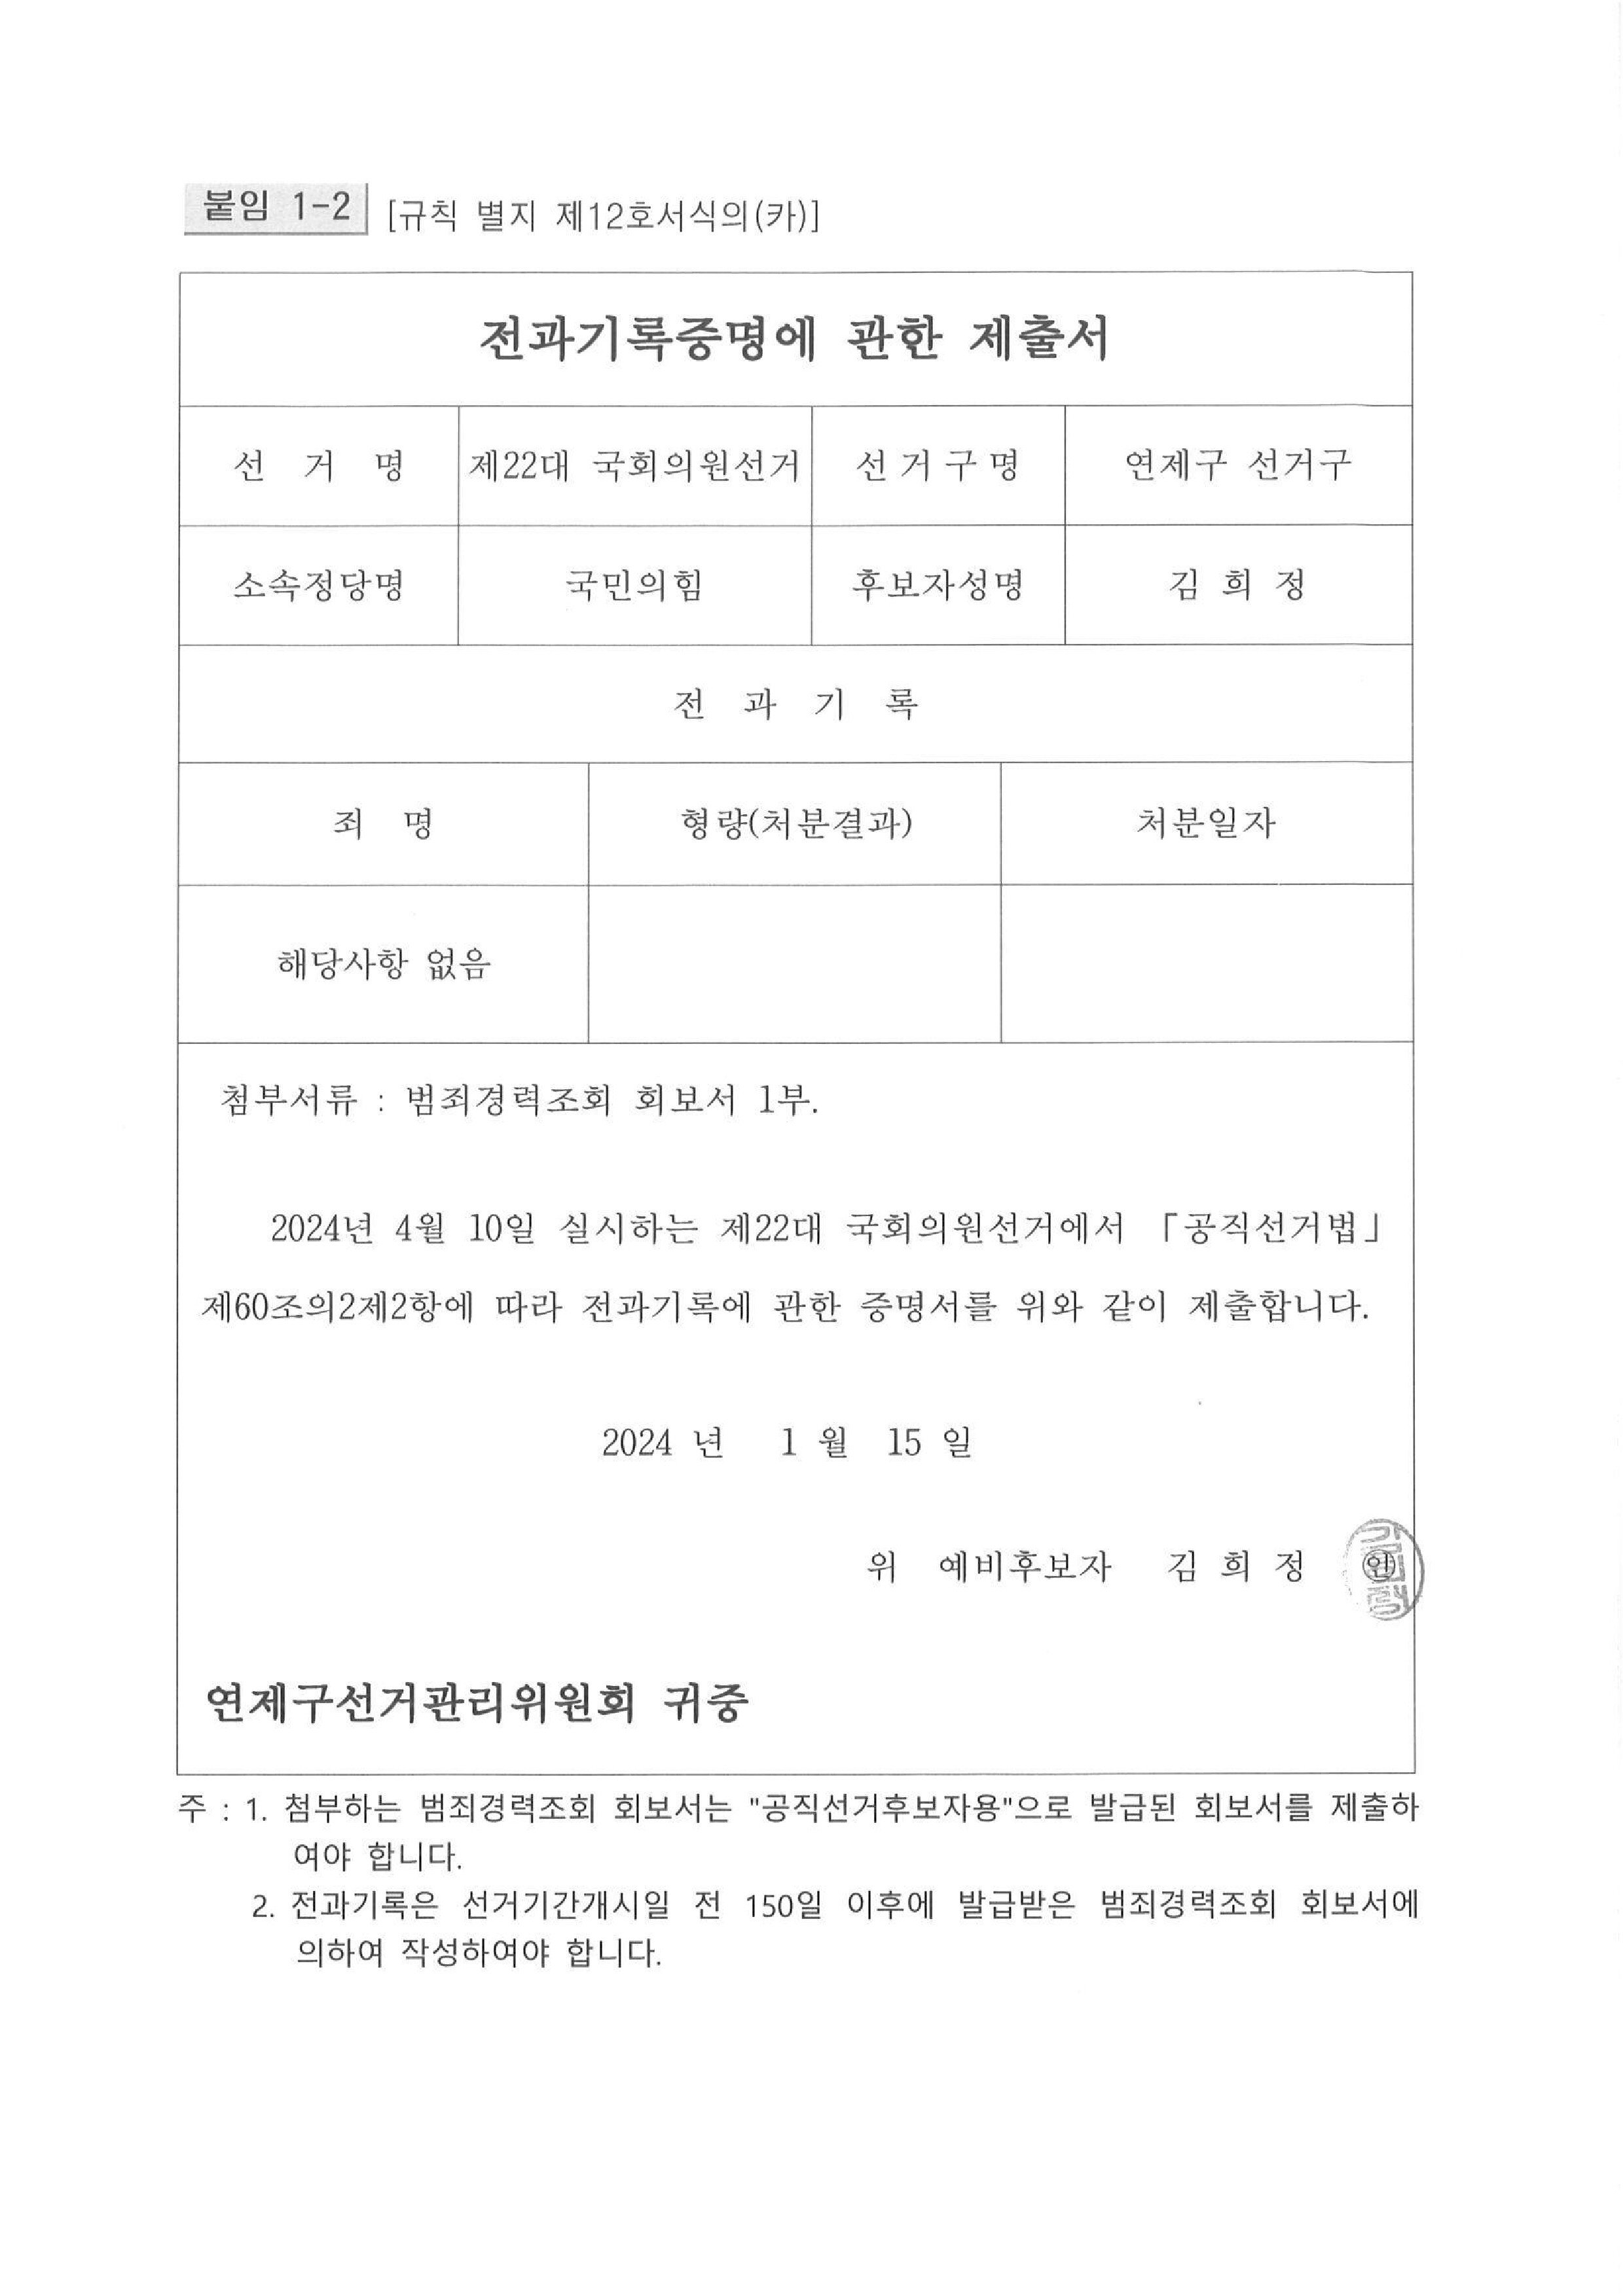 붙임 1-2 [규칙 별지 제12호서식의(카)]
전과기록증명에 관한 제출서
선 거 명 제22대 국회의원선거 선 거 구 명 연제구 선거구
소속정당명 국민의힘 후보자성명 김 희 정
전 과 기 록
죄 명 형량(처분결과) 처분일자
해당사항 없음
첨부서류 : 범죄경력조회 회보서 1부.
2024년 4월 10일 실시하는 제22대 국회의원선거에서 「공직선거법」
제60조의2제2항에 따라 전과기록에 관한 증명서를 위와 같이 제출합니다.
2024 년 1 월 15 일
위 예비후보자 김 희 정 ㊞
연제구선거관리위원회 귀중
주 : 1. 첨부하는 범죄경력조회 회보서는 "공직선거후보자용"으로 발급된 회보서를 제출하
여야 합니다.
2. 전과기록은 선거기간개시일 전 150일 이후에 발급받은 범죄경력조회 회보서에
의하여 작성하여야 합니다.